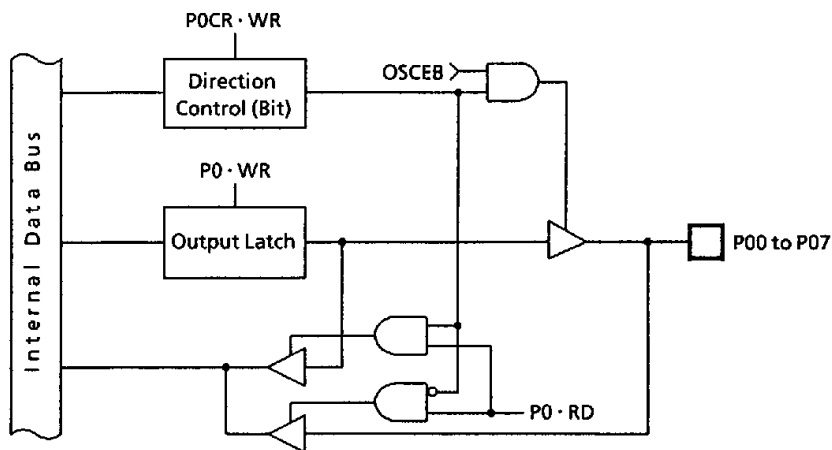 P0CR · WR
OSCEB
Direction
Control (Bit)
P0 · WR
Output Latch
P00 to P07
Internal Data Bus
P0 · RD